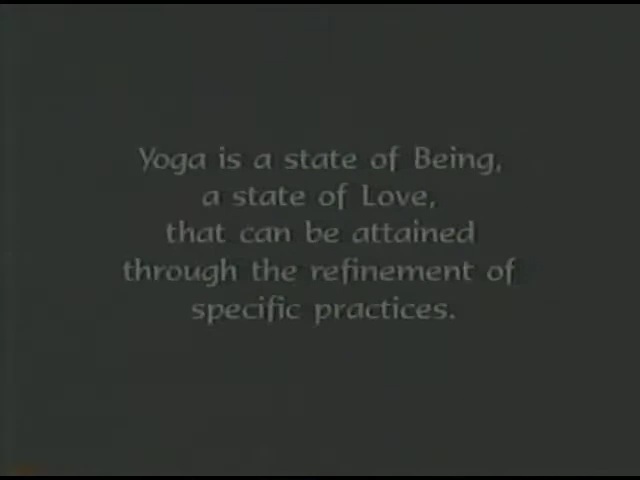 Yoga is a state of Being,
a state of Love,
that can be attained
through the refinement of
specific practices.